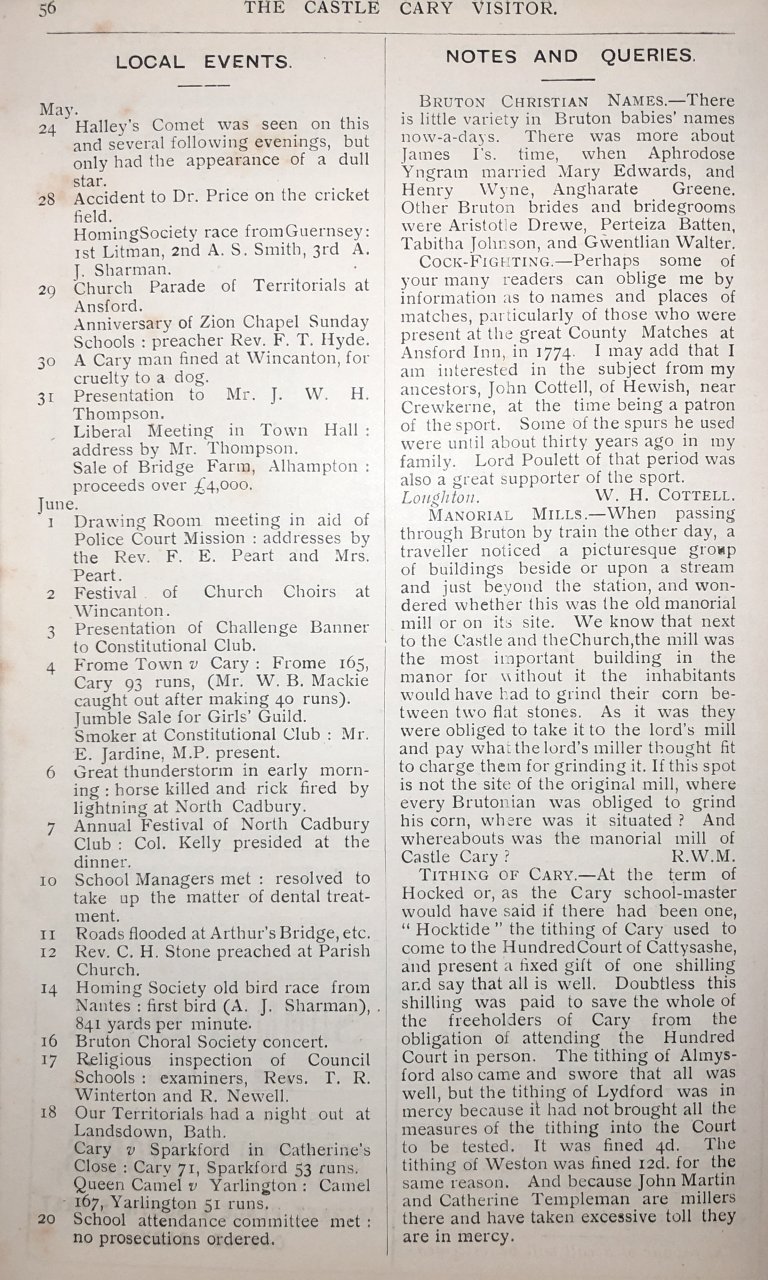 56 THE CASTLE CARY VISITOR.
LOCAL EVENTS.
May.
24 Halley's Comet was seen on this
and several following evenings, but
only had the appearance of a dull
star.
28 Accident to Dr. Price on the cricket
field.
HomingSociety race fromGuernsey:
1st Litman, 2nd A. S. Smith, 3rd A.
J. Sharman.
29 Church Parade of Territorials at
Ansford.
Anniversary of Zion Chapel Sunday
Schools : preacher Rev. F. T. Hyde.
30 A Cary man fined at Wincanton, for
cruelty to a dog.
31 Presentation to Mr. J. W. H.
Thompson.
Liberal Meeting in Town Hall :
address by Mr. Thompson.
Sale of Bridge Farm, Alhampton :
proceeds over £4,000.
June.
1 Drawing Room meeting in aid of
Police Court Mission : addresses by
the Rev. F. E. Peart and Mrs.
Peart.
2 Festival of Church Choirs at
Wincanton.
3 Presentation of Challenge Banner
to Constitutional Club.
4 Frome Town v Cary : Frome 165,
Cary 93 runs, (Mr. W. B. Mackie
caught out after making 40 runs).
Jumble Sale for Girls' Guild.
Smoker at Constitutional Club : Mr.
E. Jardine, M.P. present.
6 Great thunderstorm in early morn-
ing : horse killed and rick fired by
lightning at North Cadbury.
7 Annual Festival of North Cadbury
Club : Col. Kelly presided at the
dinner.
10 School Managers met : resolved to
take up the matter of dental treat-
ment.
11 Roads flooded at Arthur's Bridge, etc.
12 Rev. C. H. Stone preached at Parish
Church.
14 Homing Society old bird race from
Nantes : first bird (A. J. Sharman),
841 yards per minute.
16 Bruton Choral Society concert.
17 Religious inspection of Council
Schools : examiners, Revs. T. R.
Winterton and R. Newell.
18 Our Territorials had a night out at
Landsdown, Bath.
Cary v Sparkford in Catherine's
Close : Cary 71, Sparkford 53 runs.
Queen Camel v Yarlington : Camel
167, Yarlington 51 runs.
20 School attendance committee met :
no prosecutions ordered.
NOTES AND QUERIES.
BRUTON CHRISTIAN NAMES.—There
is little variety in Bruton babies' names
now-a-days. There was more about
James I's. time, when Aphrodose
Yngram married Mary Edwards, and
Henry Wyne, Angharate Greene.
Other Bruton brides and bridegrooms
were Aristotle Drewe, Perteiza Batten,
Tabitha Johnson, and Gwentlian Walter.
COCK-FIGHTING.—Perhaps some of
your many readers can oblige me by
information as to names and places of
matches, particularly of those who were
present at the great County Matches at
Ansford Inn, in 1774. I may add that I
am interested in the subject from my
ancestors, John Cottell, of Hewish, near
Crewkerne, at the time being a patron
of the sport. Some of the spurs he used
were until about thirty years ago in my
family. Lord Poulett of that period was
also a great supporter of the sport.
Loughton. W. H. COTTELL.
MANORIAL MILLS.—When passing
through Bruton by train the other day, a
traveller noticed a picturesque group
of buildings beside or upon a stream
and just beyond the station, and won-
dered whether this was the old manorial
mill or on its site. We know that next
to the Castle and theChurch,the mill was
the most important building in the
manor for without it the inhabitants
would have had to grind their corn be-
tween two flat stones. As it was they
were obliged to take it to the lord's mill
and pay what the lord's miller thought fit
to charge them for grinding it. If this spot
is not the site of the original mill, where
every Brutonian was obliged to grind
his corn, where was it situated ? And
whereabouts was the manorial mill of
Castle Cary ? R.W.M.
TITHING OF CARY.—At the term of
Hocked or, as the Cary school-master
would have said if there had been one,
" Hocktide " the tithing of Cary used to
come to the HundredCourt of Cattysashe,
and present a fixed gift of one shilling
and say that all is well. Doubtless this
shilling was paid to save the whole of
the freeholders of Cary from the
obligation of attending the Hundred
Court in person. The tithing of Almys-
ford also came and swore that all was
well, but the tithing of Lydford was in
mercy because it had not brought all the
measures of the tithing into the Court
to be tested. It was fined 4d. The
tithing of Weston was fined 12d. for the
same reason. And because John Martin
and Catherine Templeman are millers
there and have taken excessive toll they
are in mercy.